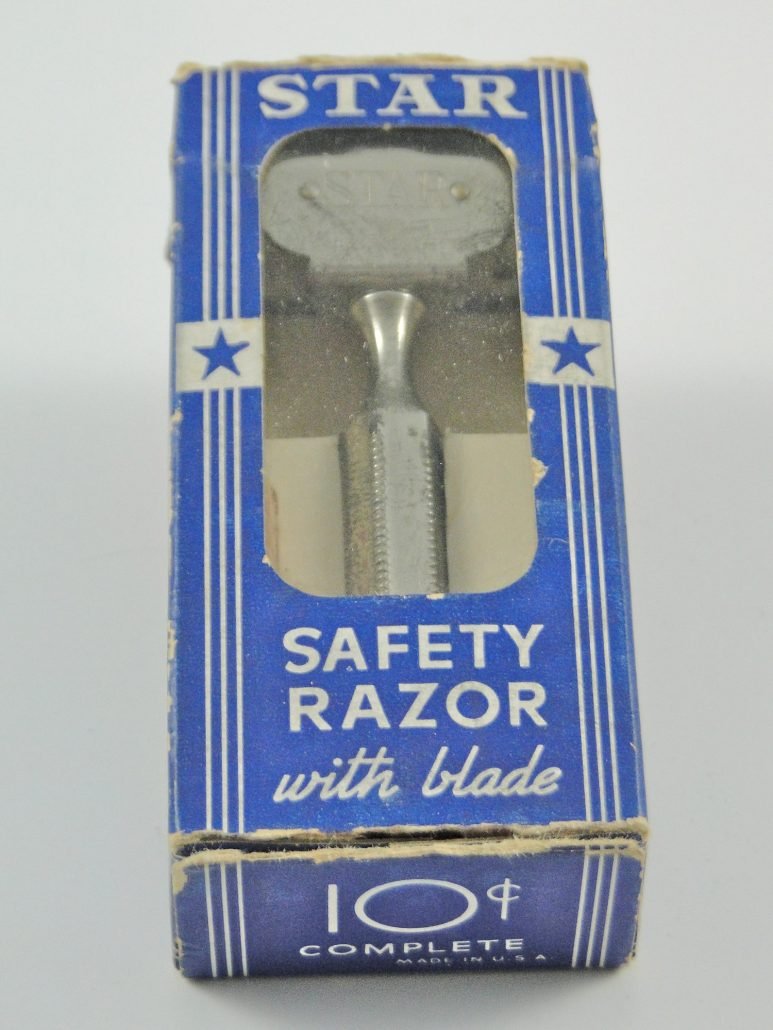 STAR
STAR
SAFETY
RAZOR
with blade
10¢
COMPLETE
MADE IN U.S.A.